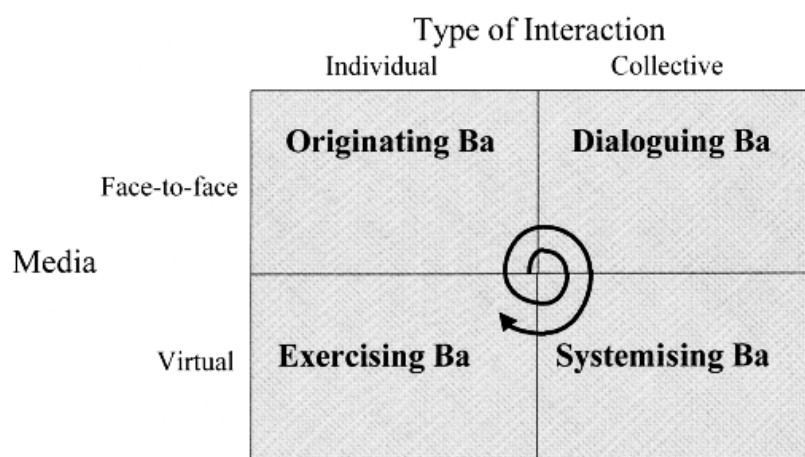 Type of Interaction
Individual Collective
Originating Ba Dialoguing Ba
Face-to-face
Media
Virtual Exercising Ba Systemising Ba